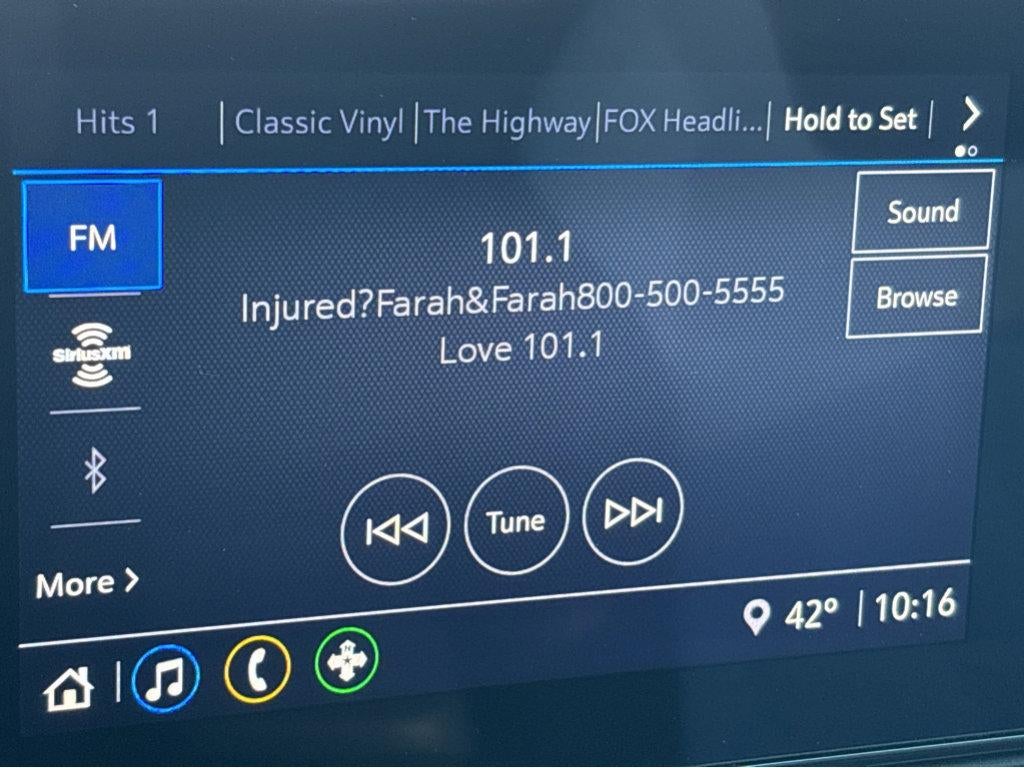 Hits 1 | Classic Vinyl | The Highway | FOX Headli... | Hold to Set |
FM
Sound
101.1
Injured?Farah&Farah800-500-5555
Browse
Love 101.1
SiriusXM
Tune
More
42° | 10:16
N